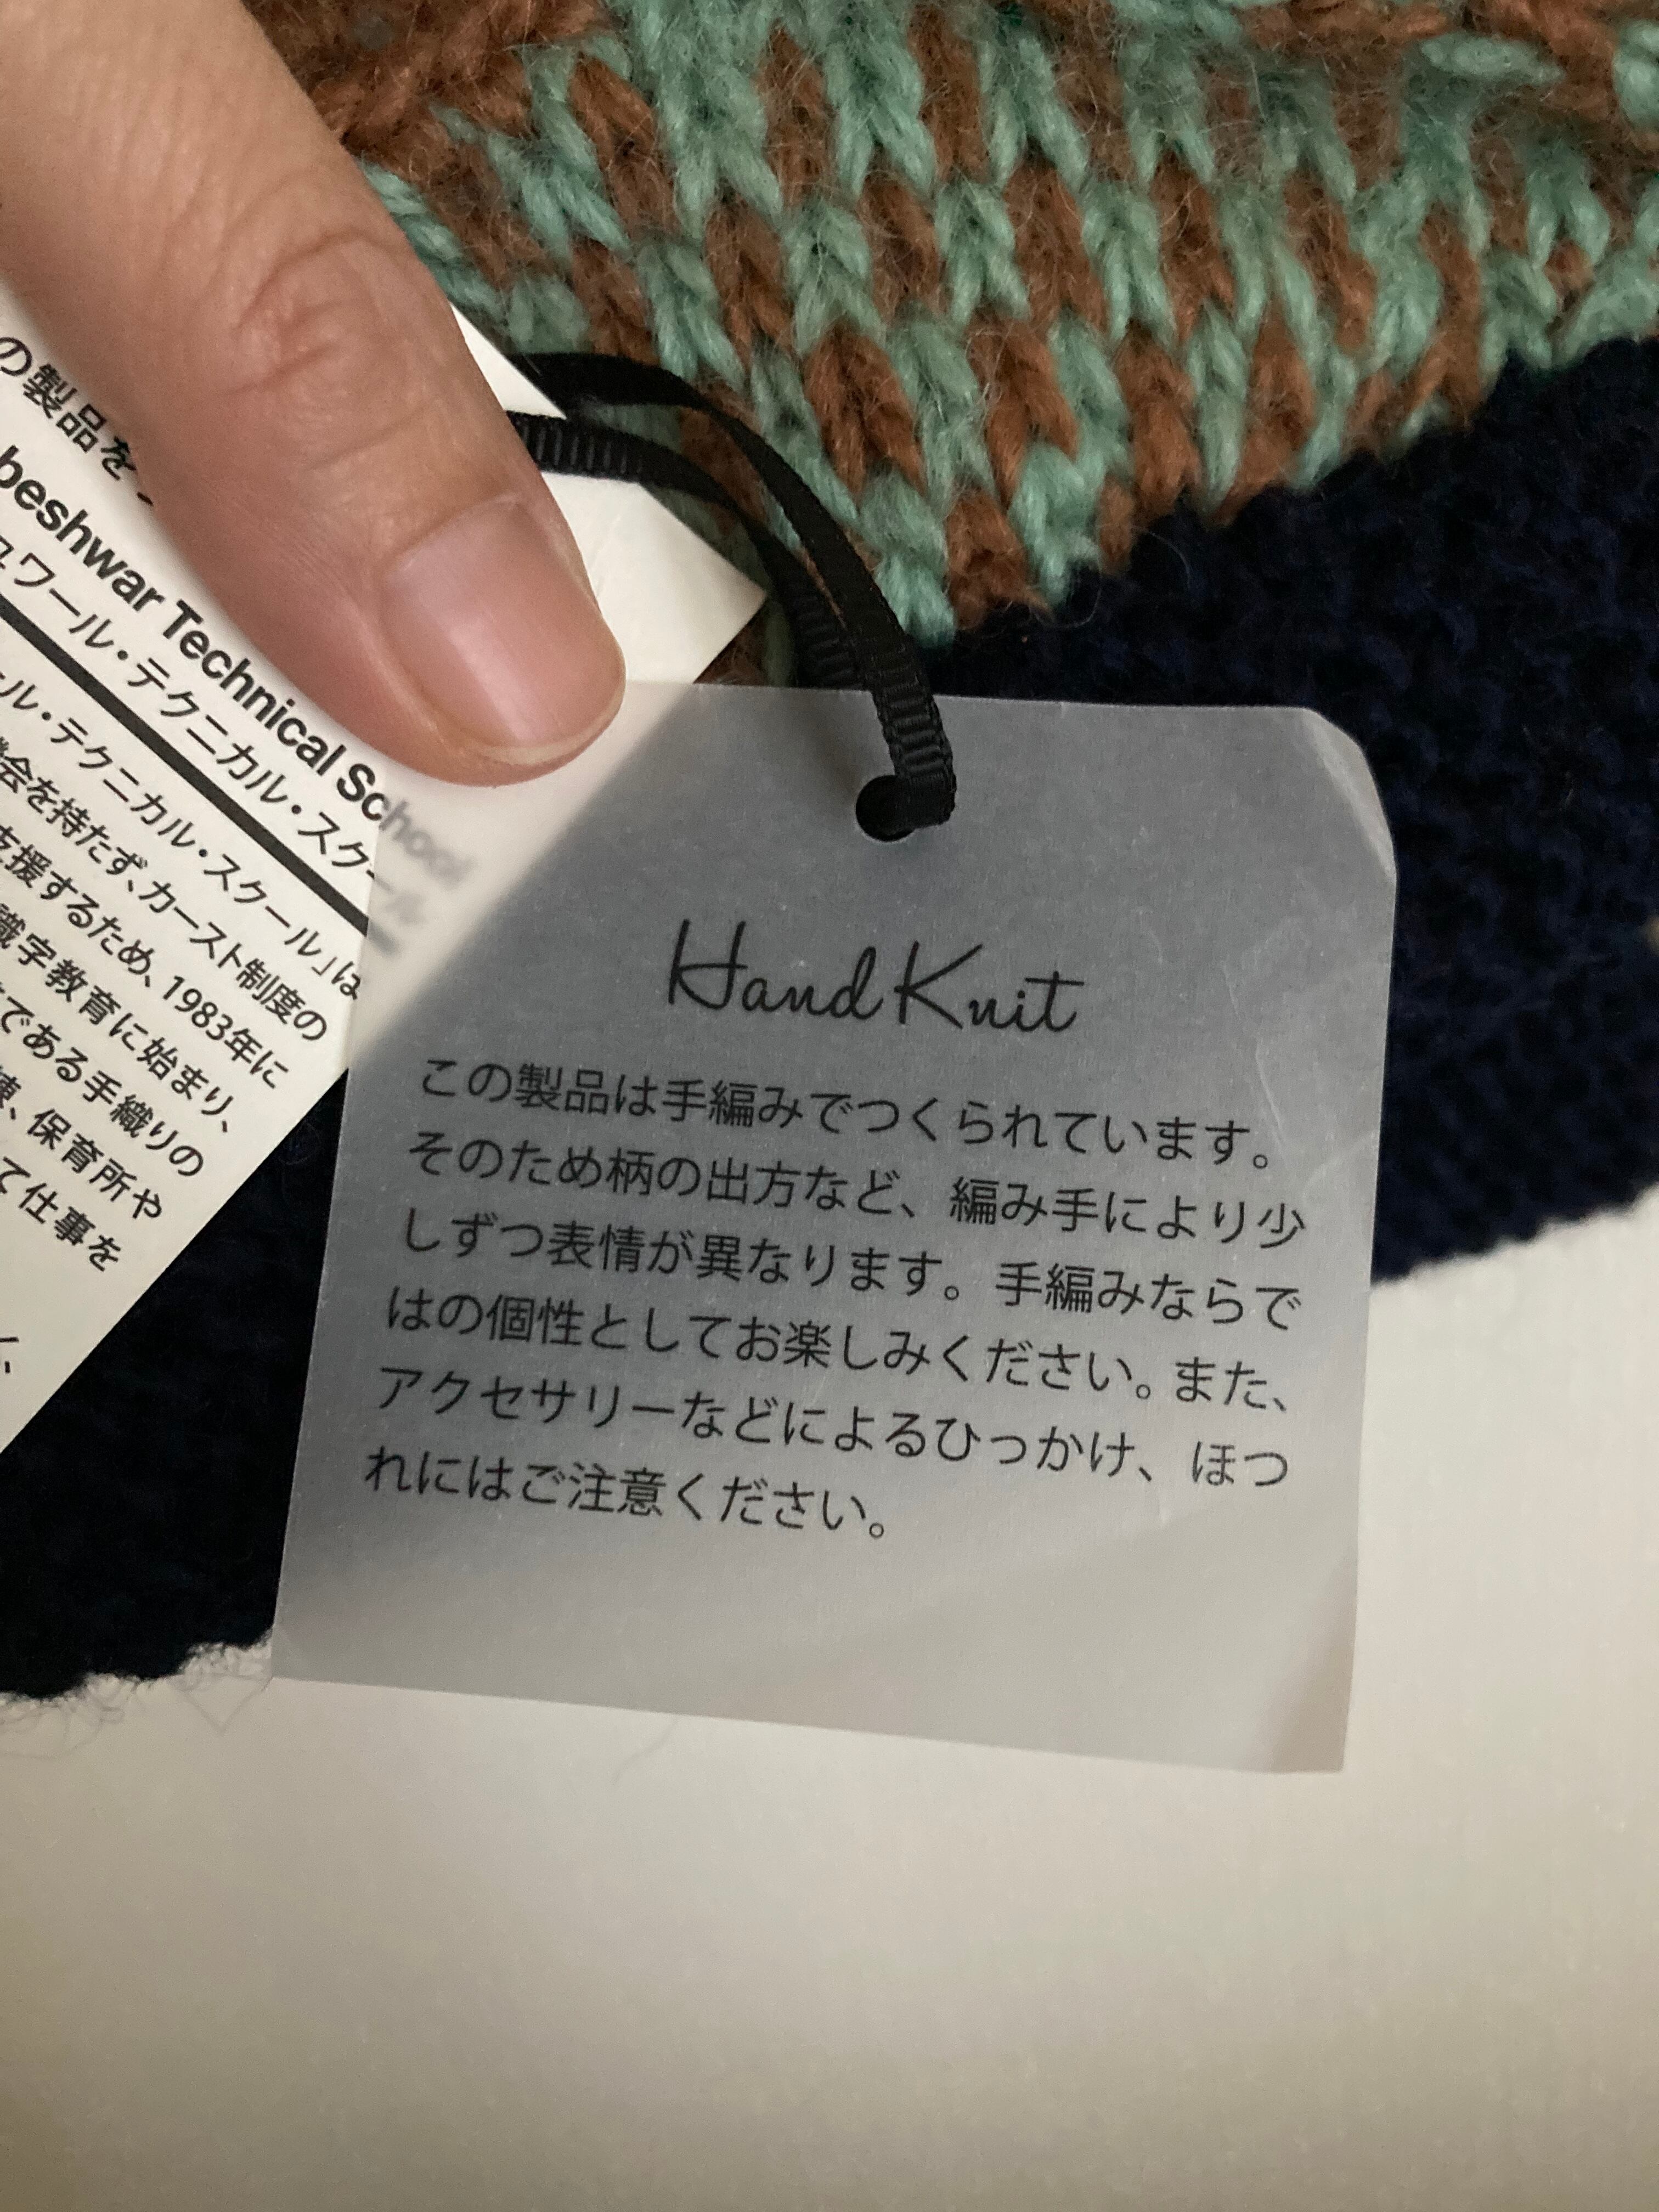 の製品を
beshwar Technical School
ュワール・テクニカル・スクール
ール・テクニカル・スクール」は
機会を持たず、カースト制度の
支援するため、1983年に
識字教育に始まり、
である手織りの
、保育所や
て仕事を
Hand Knit
この製品は手編みでつくられています。
そのため柄の出方など、編み手により少
しずつ表情が異なります。手編みならで
はの個性としてお楽しみください。また、
アクセサリーなどによるひっかけ、ほつ
れにはご注意ください。